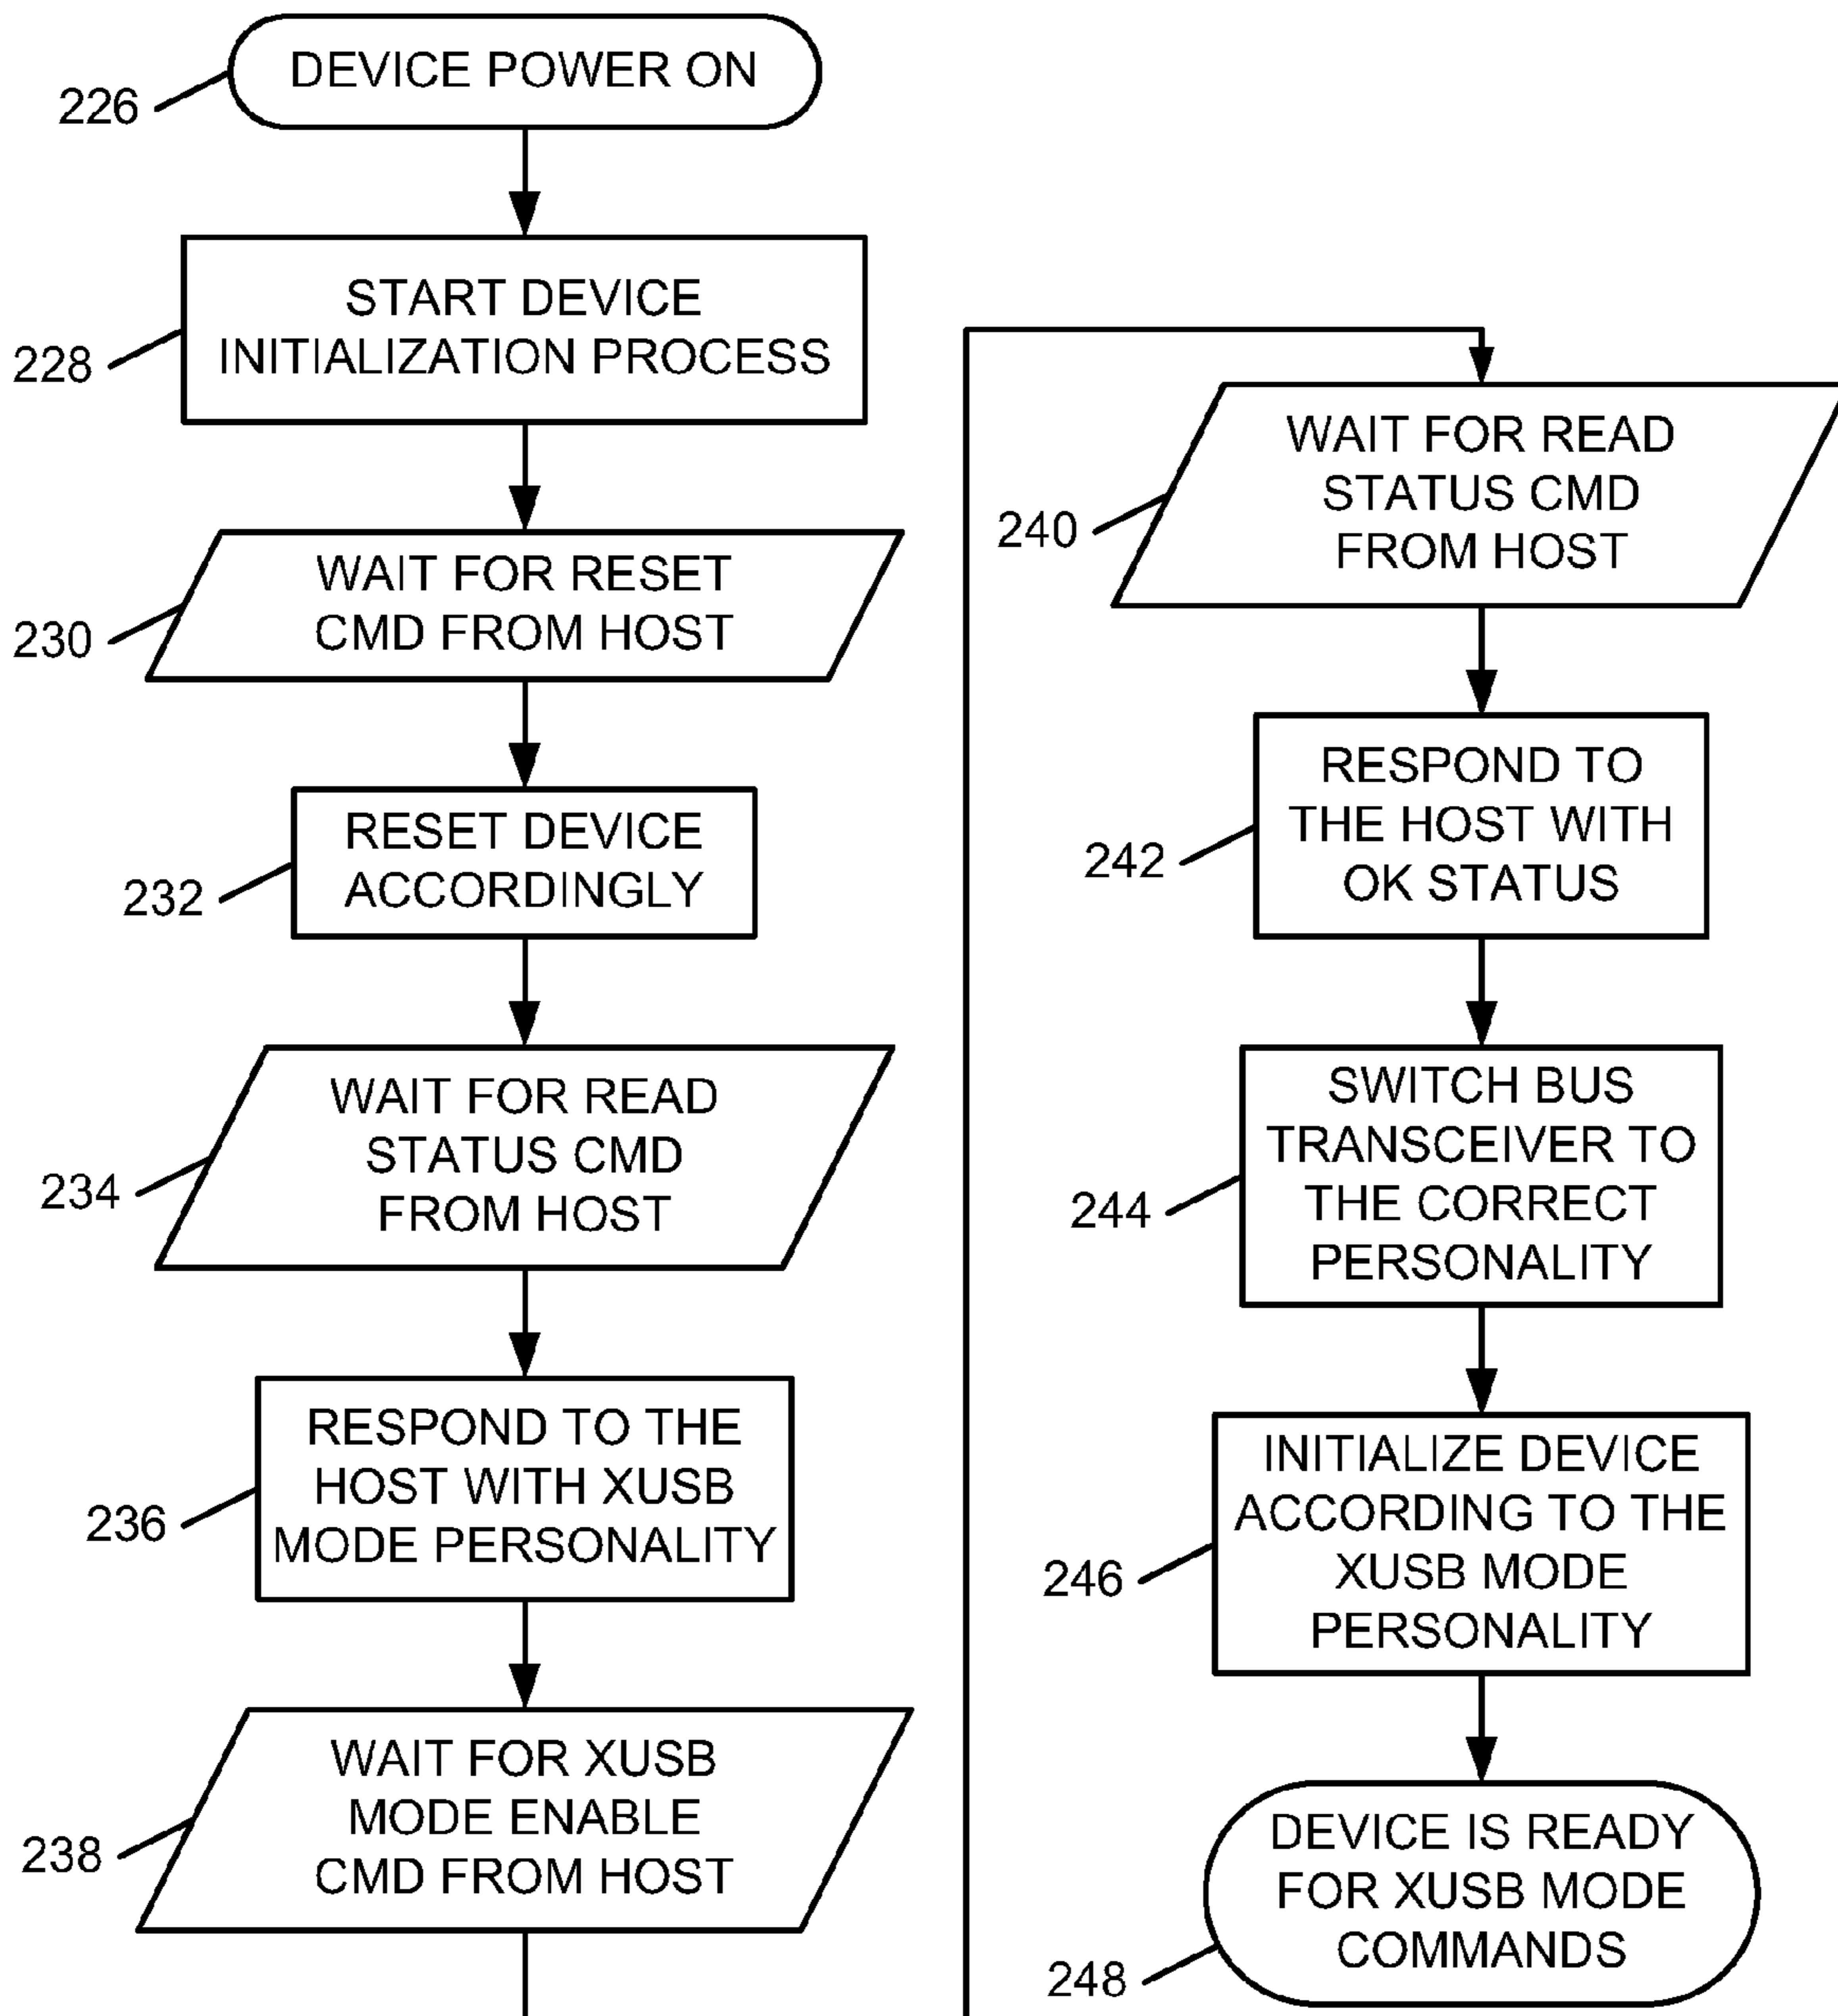 DEVICE POWER ON
226
START DEVICE
INITIALIZATION PROCESS
228
WAIT FOR RESET
CMD FROM HOST
230
RESET DEVICE
ACCORDINGLY
232
WAIT FOR READ
STATUS CMD
FROM HOST
234
RESPOND TO THE
HOST WITH XUSB
MODE PERSONALITY
236
WAIT FOR XUSB
MODE ENABLE
CMD FROM HOST
238
WAIT FOR READ
STATUS CMD
FROM HOST
240
RESPOND TO
THE HOST WITH
OK STATUS
242
SWITCH BUS
TRANSCEIVER TO
THE CORRECT
PERSONALITY
244
INITIALIZE DEVICE
ACCORDING TO THE
XUSB MODE
PERSONALITY
246
DEVICE IS READY
FOR XUSB MODE
COMMANDS
248